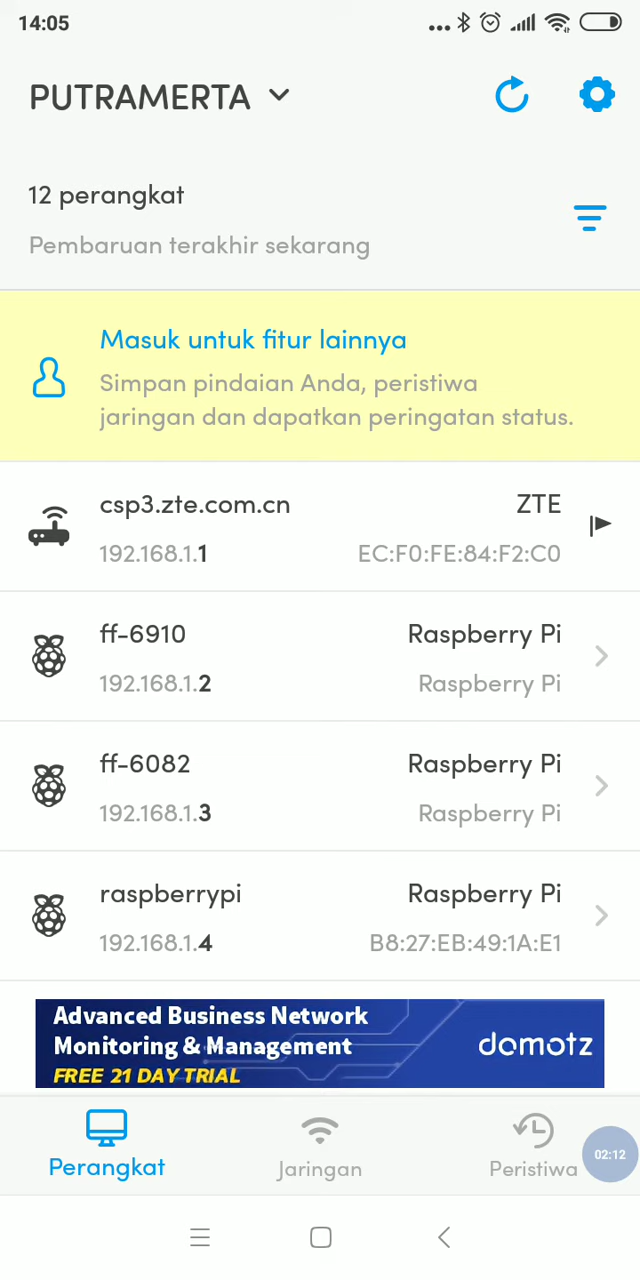 14:05
PUTRAMERTA
12 perangkat
Pembaruan terakhir sekarang
Masuk untuk fitur lainnya
Simpan pindaian Anda, peristiwa
jaringan dan dapatkan peringatan status.
csp3.zte.com.cn ZTE
192.168.1.1 EC:F0:FE:84:F2:C0
ff-6910 Raspberry Pi
192.168.1.2 Raspberry Pi
ff-6082 Raspberry Pi
192.168.1.3 Raspberry Pi
raspberrypi Raspberry Pi
192.168.1.4 B8:27:EB:49:1A:E1
Advanced Business Network
Monitoring & Management
FREE 21 DAY TRIAL
domotz
Perangkat Jaringan Peristiwa
02:12